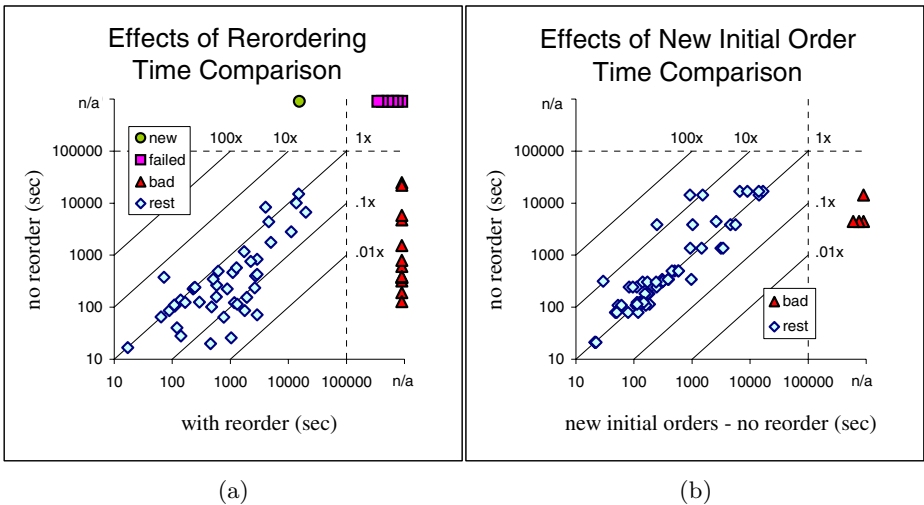 Effects of Rerordering
Time Comparison
n/a
new
failed
bad
rest
100x
10x
1x
.1x
.01x
100000
10000
1000
100
10
no reorder (sec)
10
100
1000
10000
100000
n/a
with reorder (sec)
(a)
Effects of New Initial Order
Time Comparison
n/a
100x
10x
1x
.1x
.01x
100000
10000
1000
100
10
no reorder (sec)
bad
rest
10
100
1000
10000
100000
n/a
new initial orders - no reorder (sec)
(b)